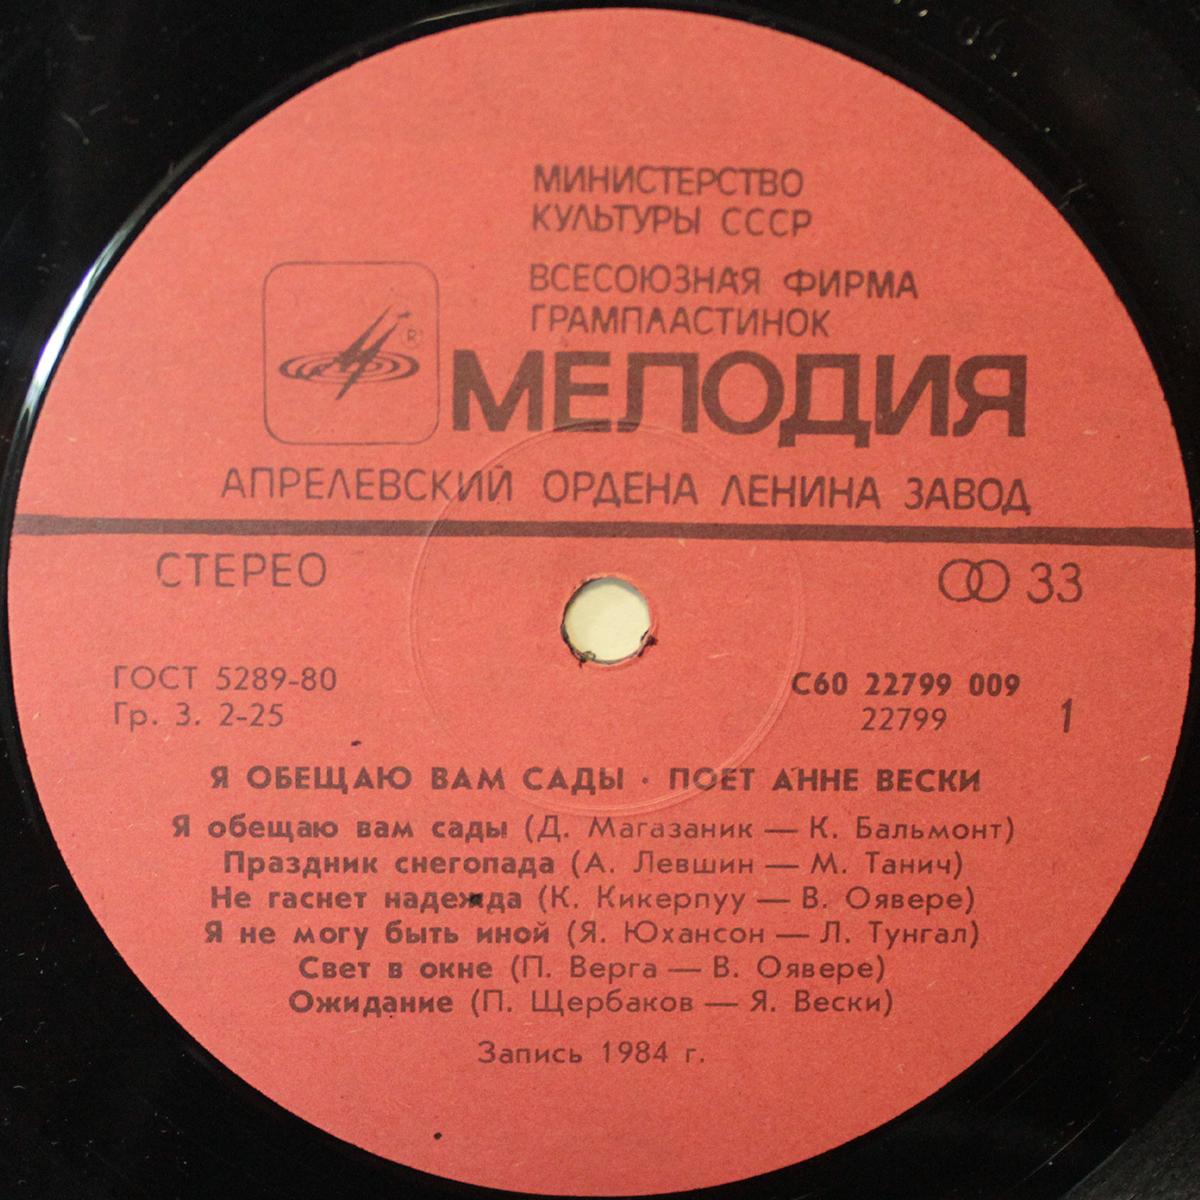 МИНИСТЕРСТВО
КУЛЬТУРЫ СССР
ВСЕСОЮЗНАЯ ФИРМА
ГРАМПЛАСТИНОК
МЕЛОДИЯ
АПРЕЛЕВСКИЙ ОРДЕНА ЛЕНИНА ЗАВОД
СТЕРЕО
33
ГОСТ 5289-80
Гр. 3. 2-25
С60 22799 009
22799
1
Я ОБЕЩАЮ ВАМ САДЫ · ПОЕТ АННЕ ВЕСКИ
Я обещаю вам сады (Д. Магазаник — К. Бальмонт)
Праздник снегопада (А. Левшин — М. Танич)
Не гаснет надежда (К. Кикерпуу — В. Оявере)
Я не могу быть иной (Я. Юхансон — Л. Тунгал)
Свет в окне (П. Верга — В. Оявере)
Ожидание (П. Щербаков — Я. Вески)
Запись 1984 г.